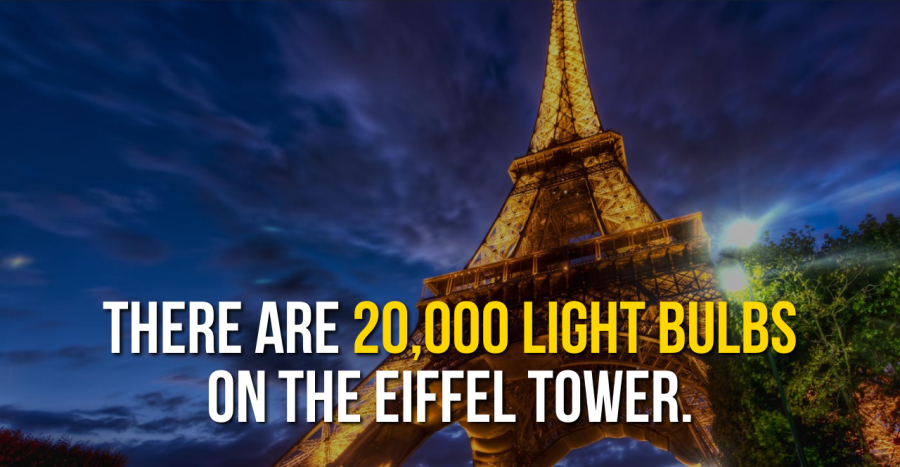 THERE ARE 20,000 LIGHT BULBS
ON THE EIFFEL TOWER.